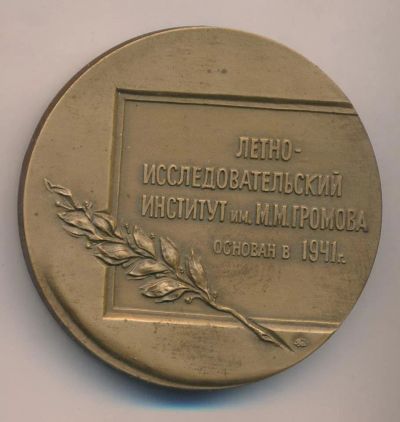 ЛЕТНО-
ИССЛЕДОВАТЕЛЬСКИЙ
ИНСТИТУТ ИМ. М.М.ГРОМОВА
ОСНОВАН В 1941г.